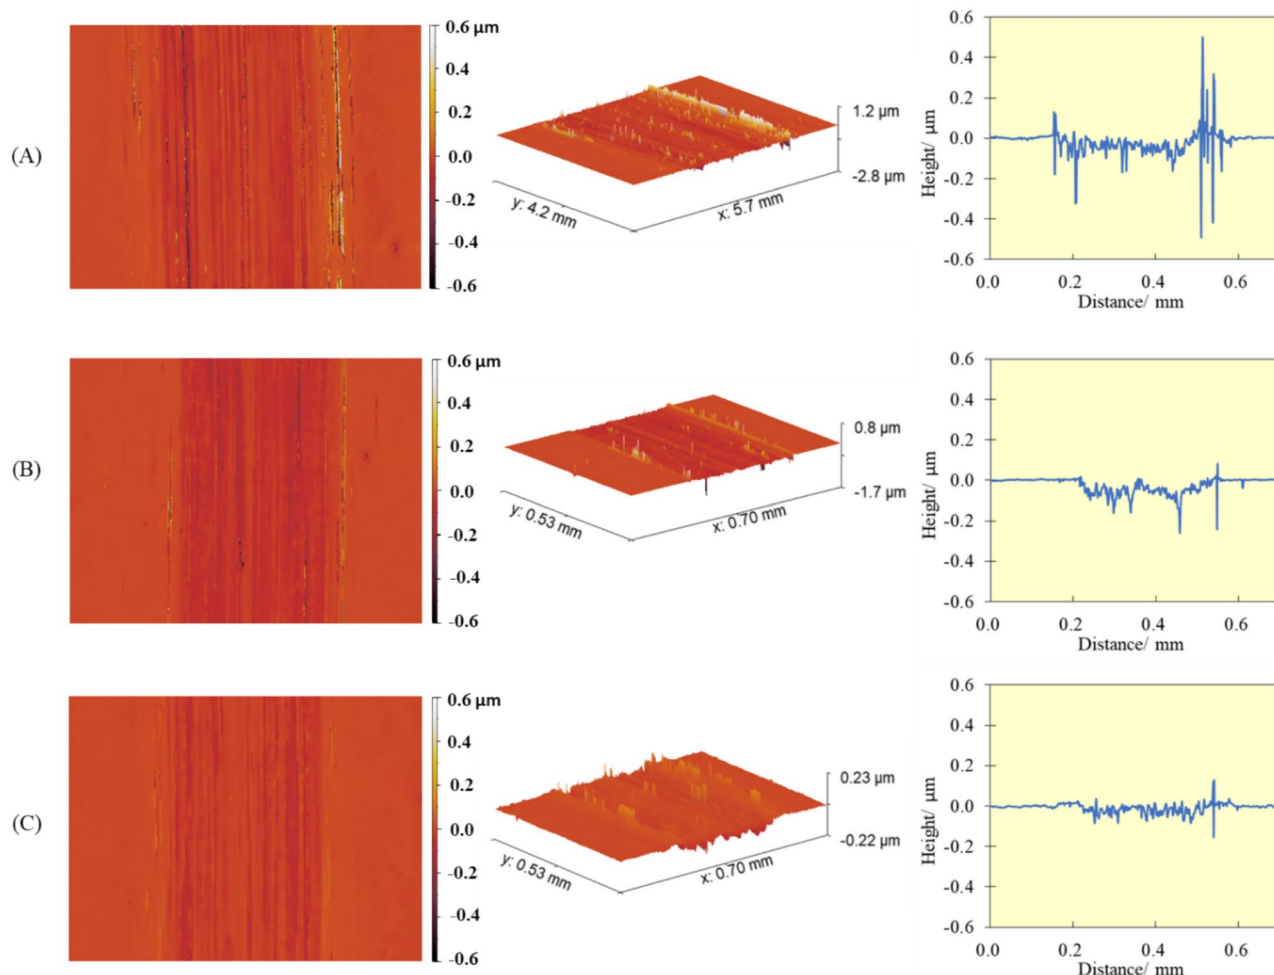 (A)
0.6 μm
0.4
0.2
0.0
-0.2
-0.4
-0.6
1.2 μm
-2.8 μm
y: 4.2 mm
x: 5.7 mm
Height/ μm
0.6
0.4
0.2
0.0
-0.2
-0.4
-0.6
0.0 0.2 0.4 0.6
Distance/ mm
(B)
0.6 μm
0.4
0.2
0.0
-0.2
-0.4
-0.6
0.8 μm
-1.7 μm
y: 0.53 mm
x: 0.70 mm
Height/ μm
0.6
0.4
0.2
0.0
-0.2
-0.4
-0.6
0.0 0.2 0.4 0.6
Distance/ mm
(C)
0.6 μm
0.4
0.2
0.0
-0.2
-0.4
-0.6
0.23 μm
-0.22 μm
y: 0.53 mm
x: 0.70 mm
Height/ μm
0.6
0.4
0.2
0.0
-0.2
-0.4
-0.6
0.0 0.2 0.4 0.6
Distance/ mm